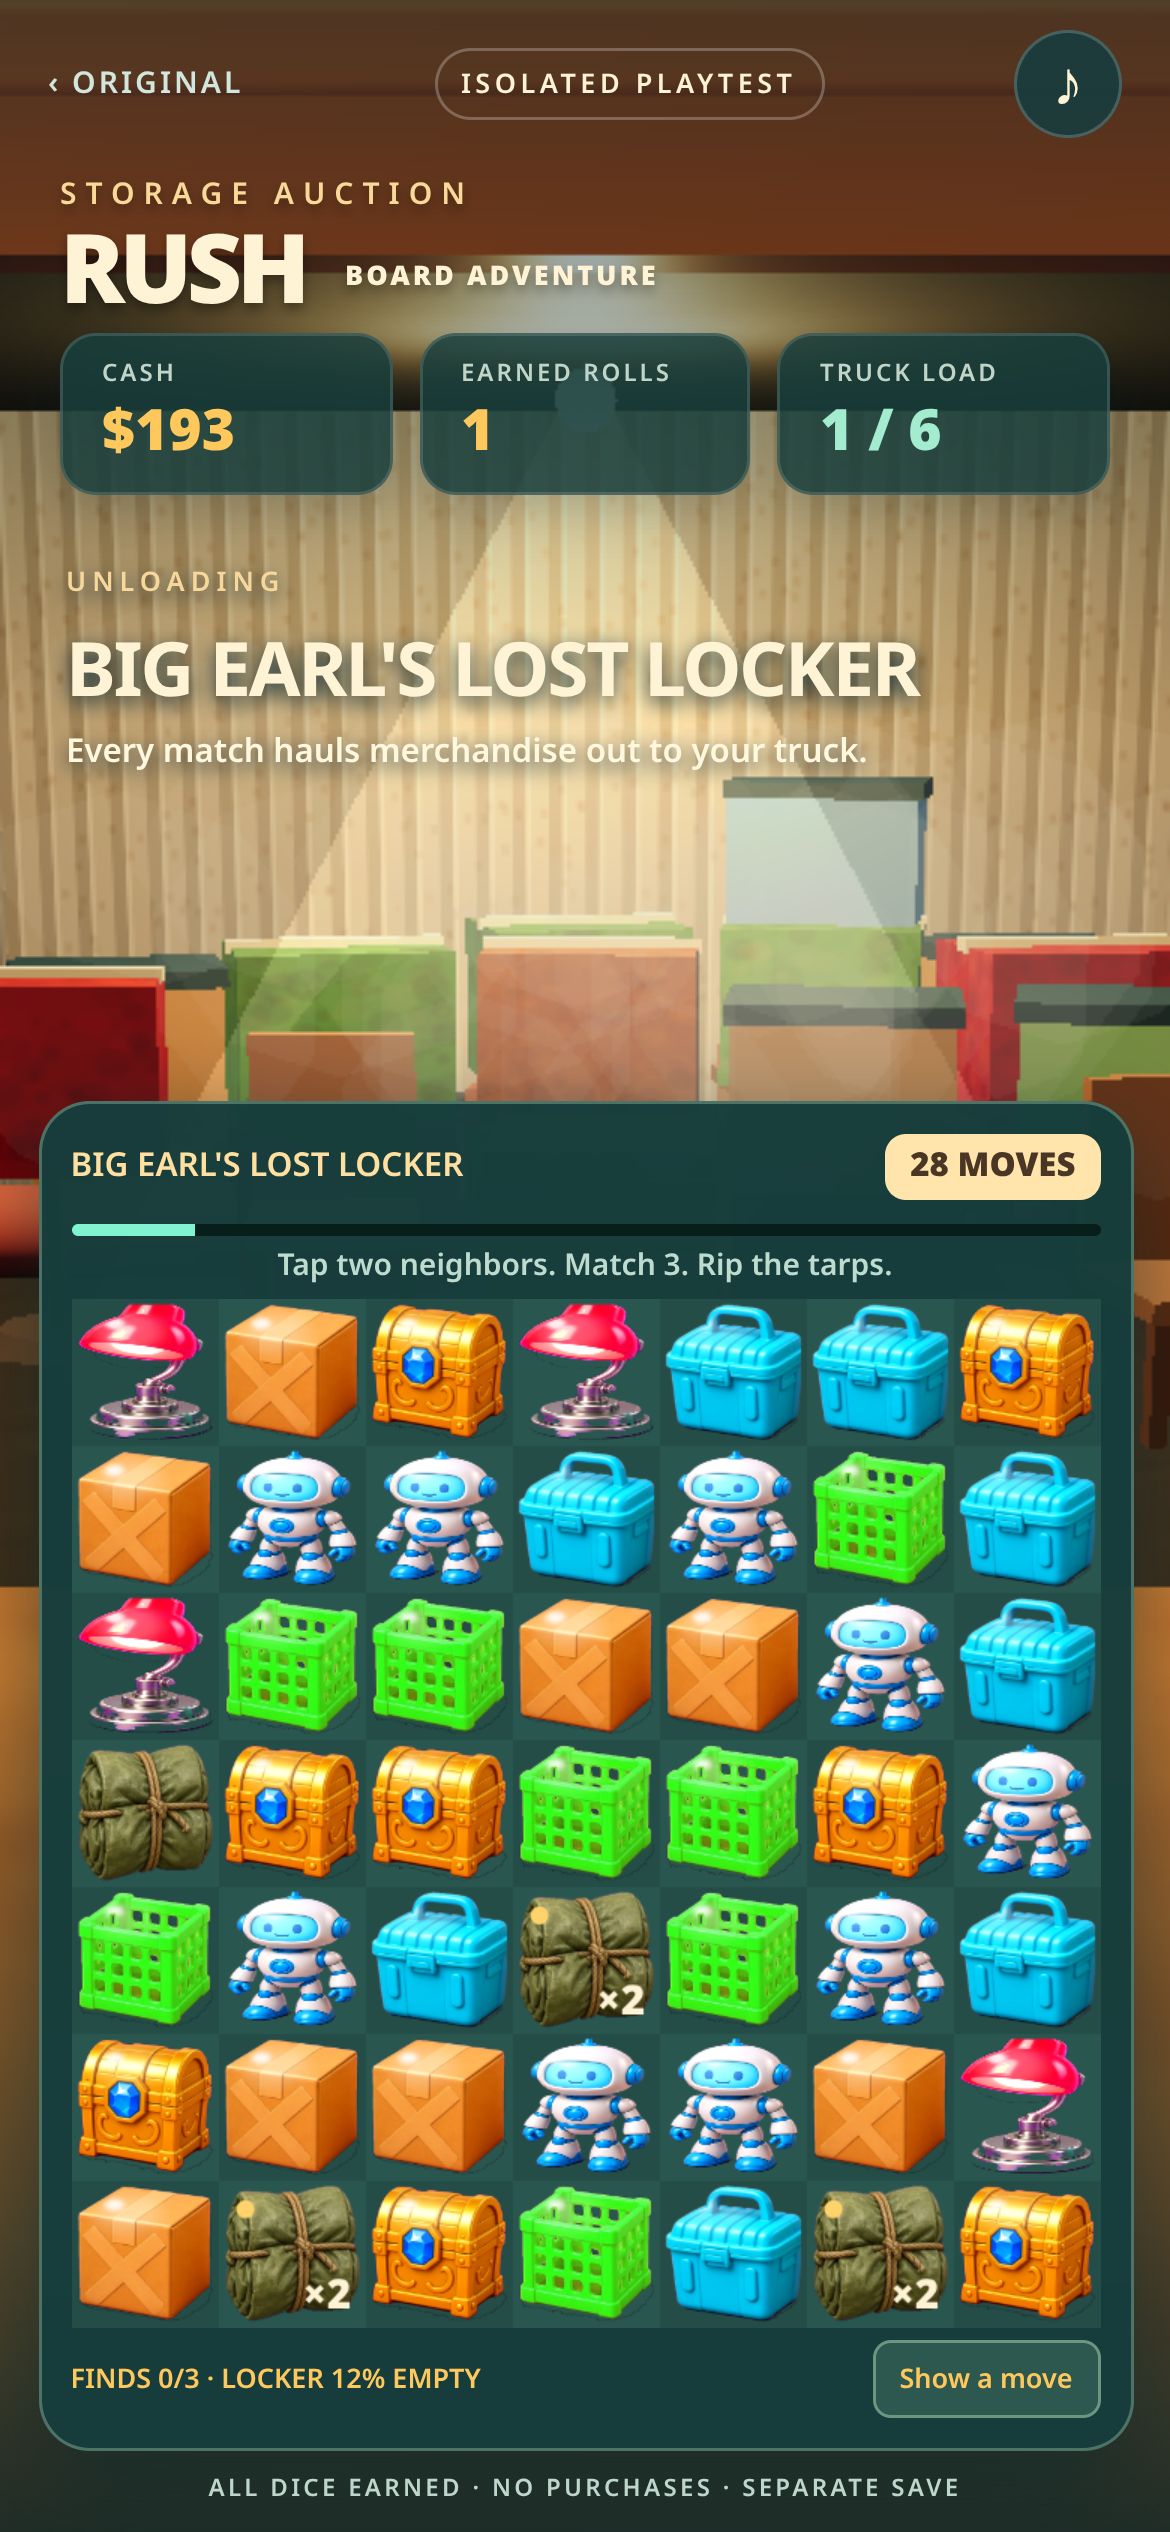 ‹ ORIGINAL
ISOLATED PLAYTEST
STORAGE AUCTION
RUSH BOARD ADVENTURE
CASH
$193
EARNED ROLLS
1
TRUCK LOAD
1 / 6
UNLOADING
BIG EARL'S LOST LOCKER
Every match hauls merchandise out to your truck.
BIG EARL'S LOST LOCKER
28 MOVES
Tap two neighbors. Match 3. Rip the tarps.
×2
×2
×2
FINDS 0/3 · LOCKER 12% EMPTY
Show a move
ALL DICE EARNED · NO PURCHASES · SEPARATE SAVE